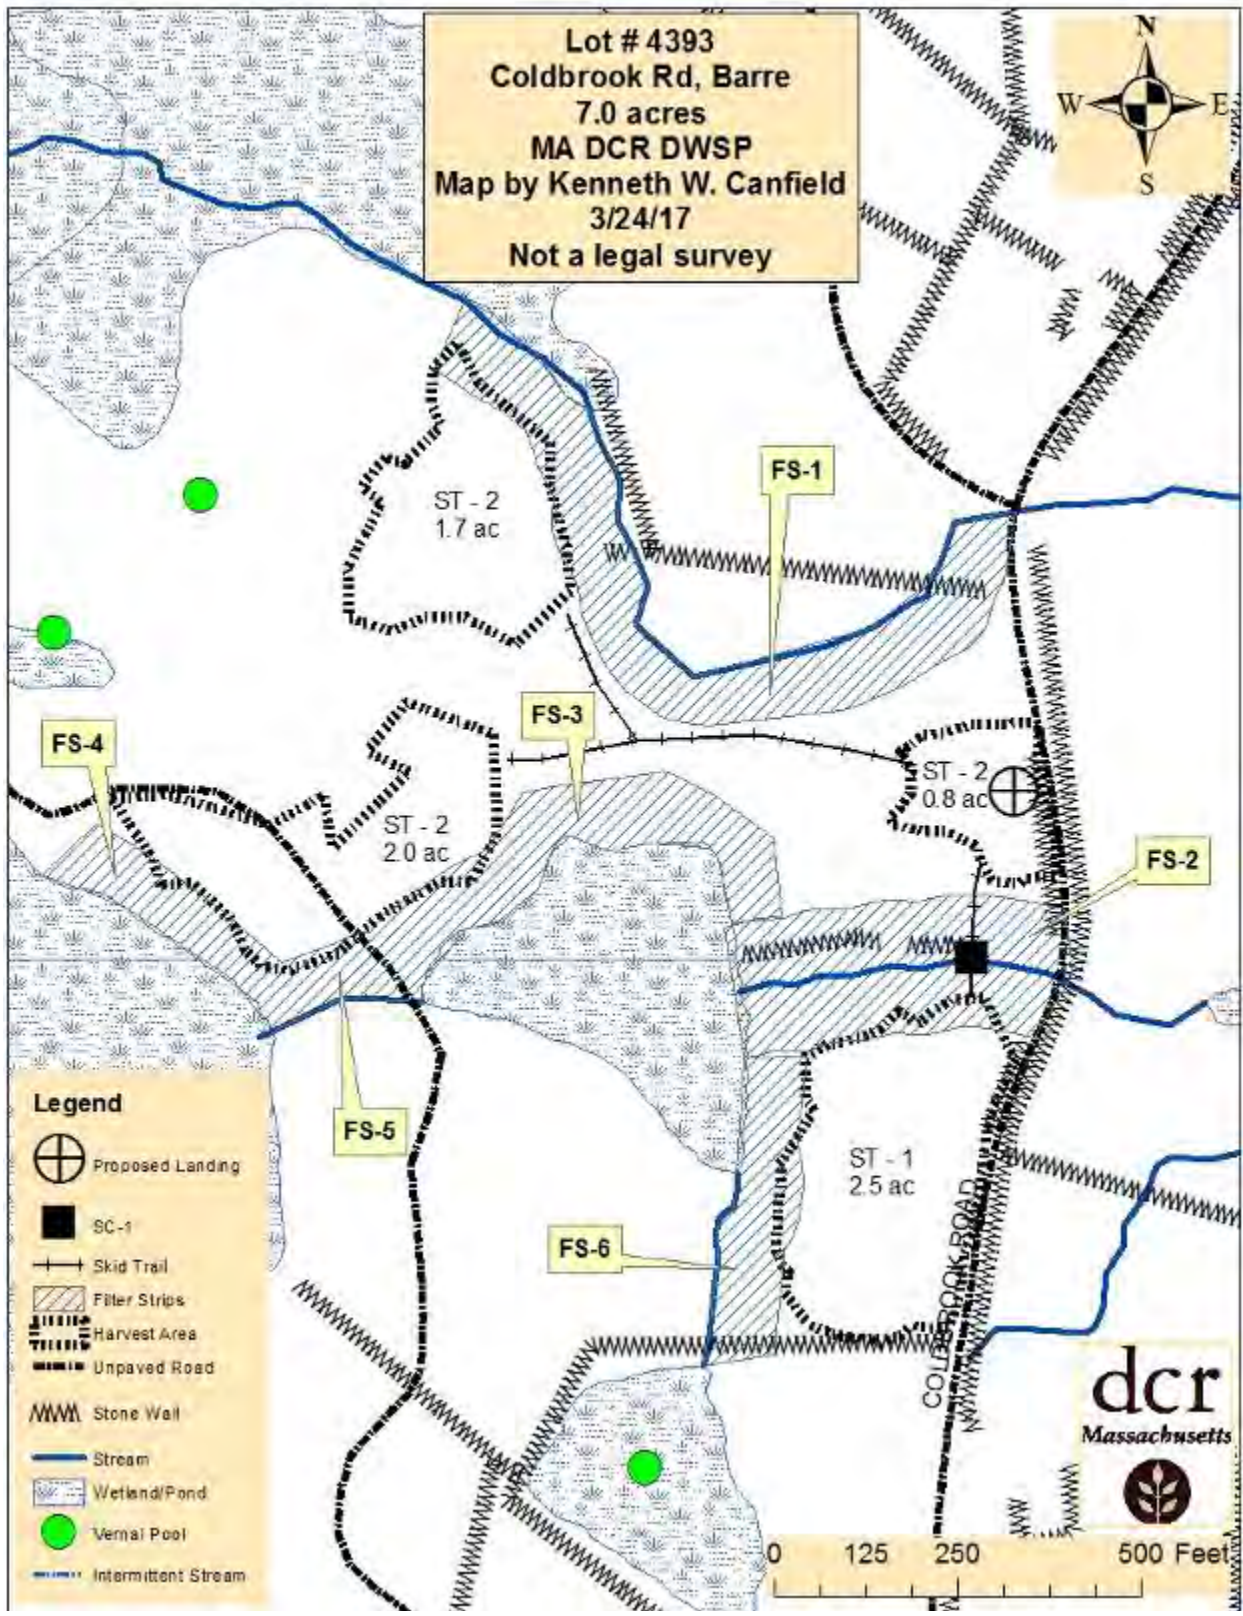 Lot # 4393
Coldbrook Rd, Barre
7.0 acres
MA DCR DWSP
Map by Kenneth W. Canfield
3/24/17
Not a legal survey
N
W
E
S
FS-1
ST - 2
1.7 ac
FS-3
FS-4
ST - 2
0.8 ac
ST - 2
2.0 ac
FS-2
FS-5
ST - 1
2.5 ac
FS-6
COLDBROOK ROAD
Legend
Proposed Landing
SC-1
Skid Trail
Filter Strips
Harvest Area
Unpaved Road
Stone Wall
Stream
Wetland/Pond
Vernal Pool
Intermittent Stream
dcr
Massachusetts
0 125 250 500 Feet